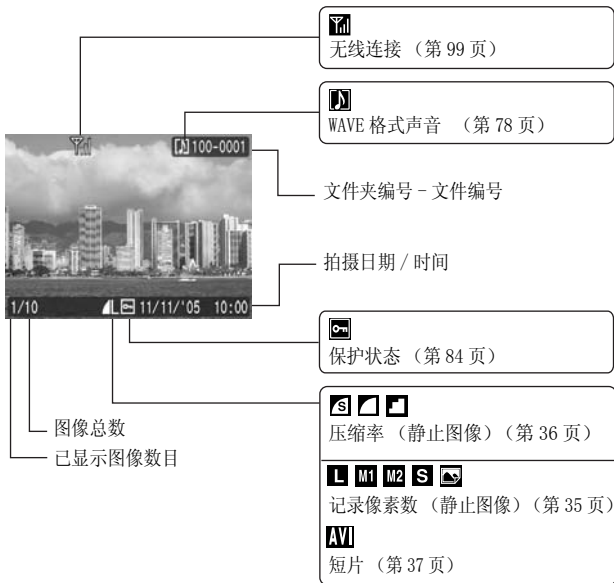 无线连接 （第 99 页）
WAVE 格式声音 （第 78 页）
100-0001
文件夹编号 - 文件编号
拍摄日期 / 时间
1/10 L 11/11/'05 10:00
保护状态 （第 84 页）
图像总数
已显示图像数目
S
压缩率 （静止图像）（第 36 页）
L M1 M2 S
记录像素数 （静止图像）（第 35 页）
AVI
短片 （第 37 页）